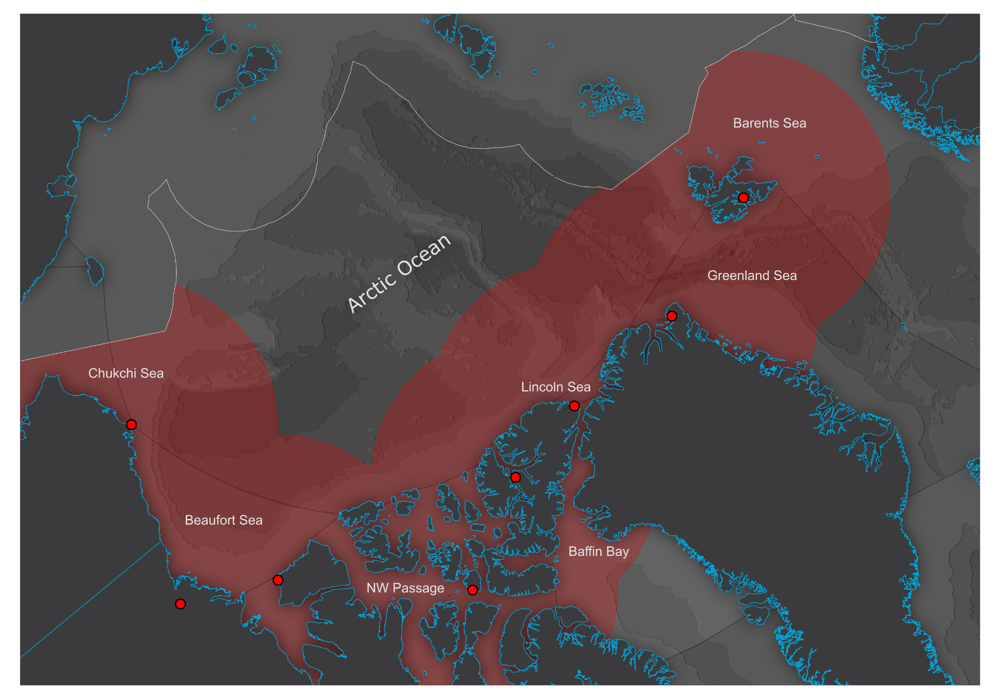 Barents Sea
Arctic Ocean
Greenland Sea
Chukchi Sea
Lincoln Sea
Beaufort Sea
Baffin Bay
NW Passage